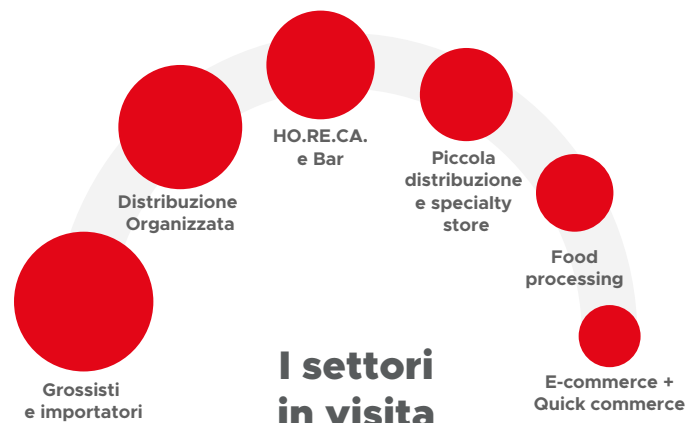 HO.RE.CA.
e Bar
Piccola
distribuzione
e specialty
store
Distribuzione
Organizzata
Food
processing
I settori
in visita
Grossisti
e importatori
E-commerce +
Quick commerce